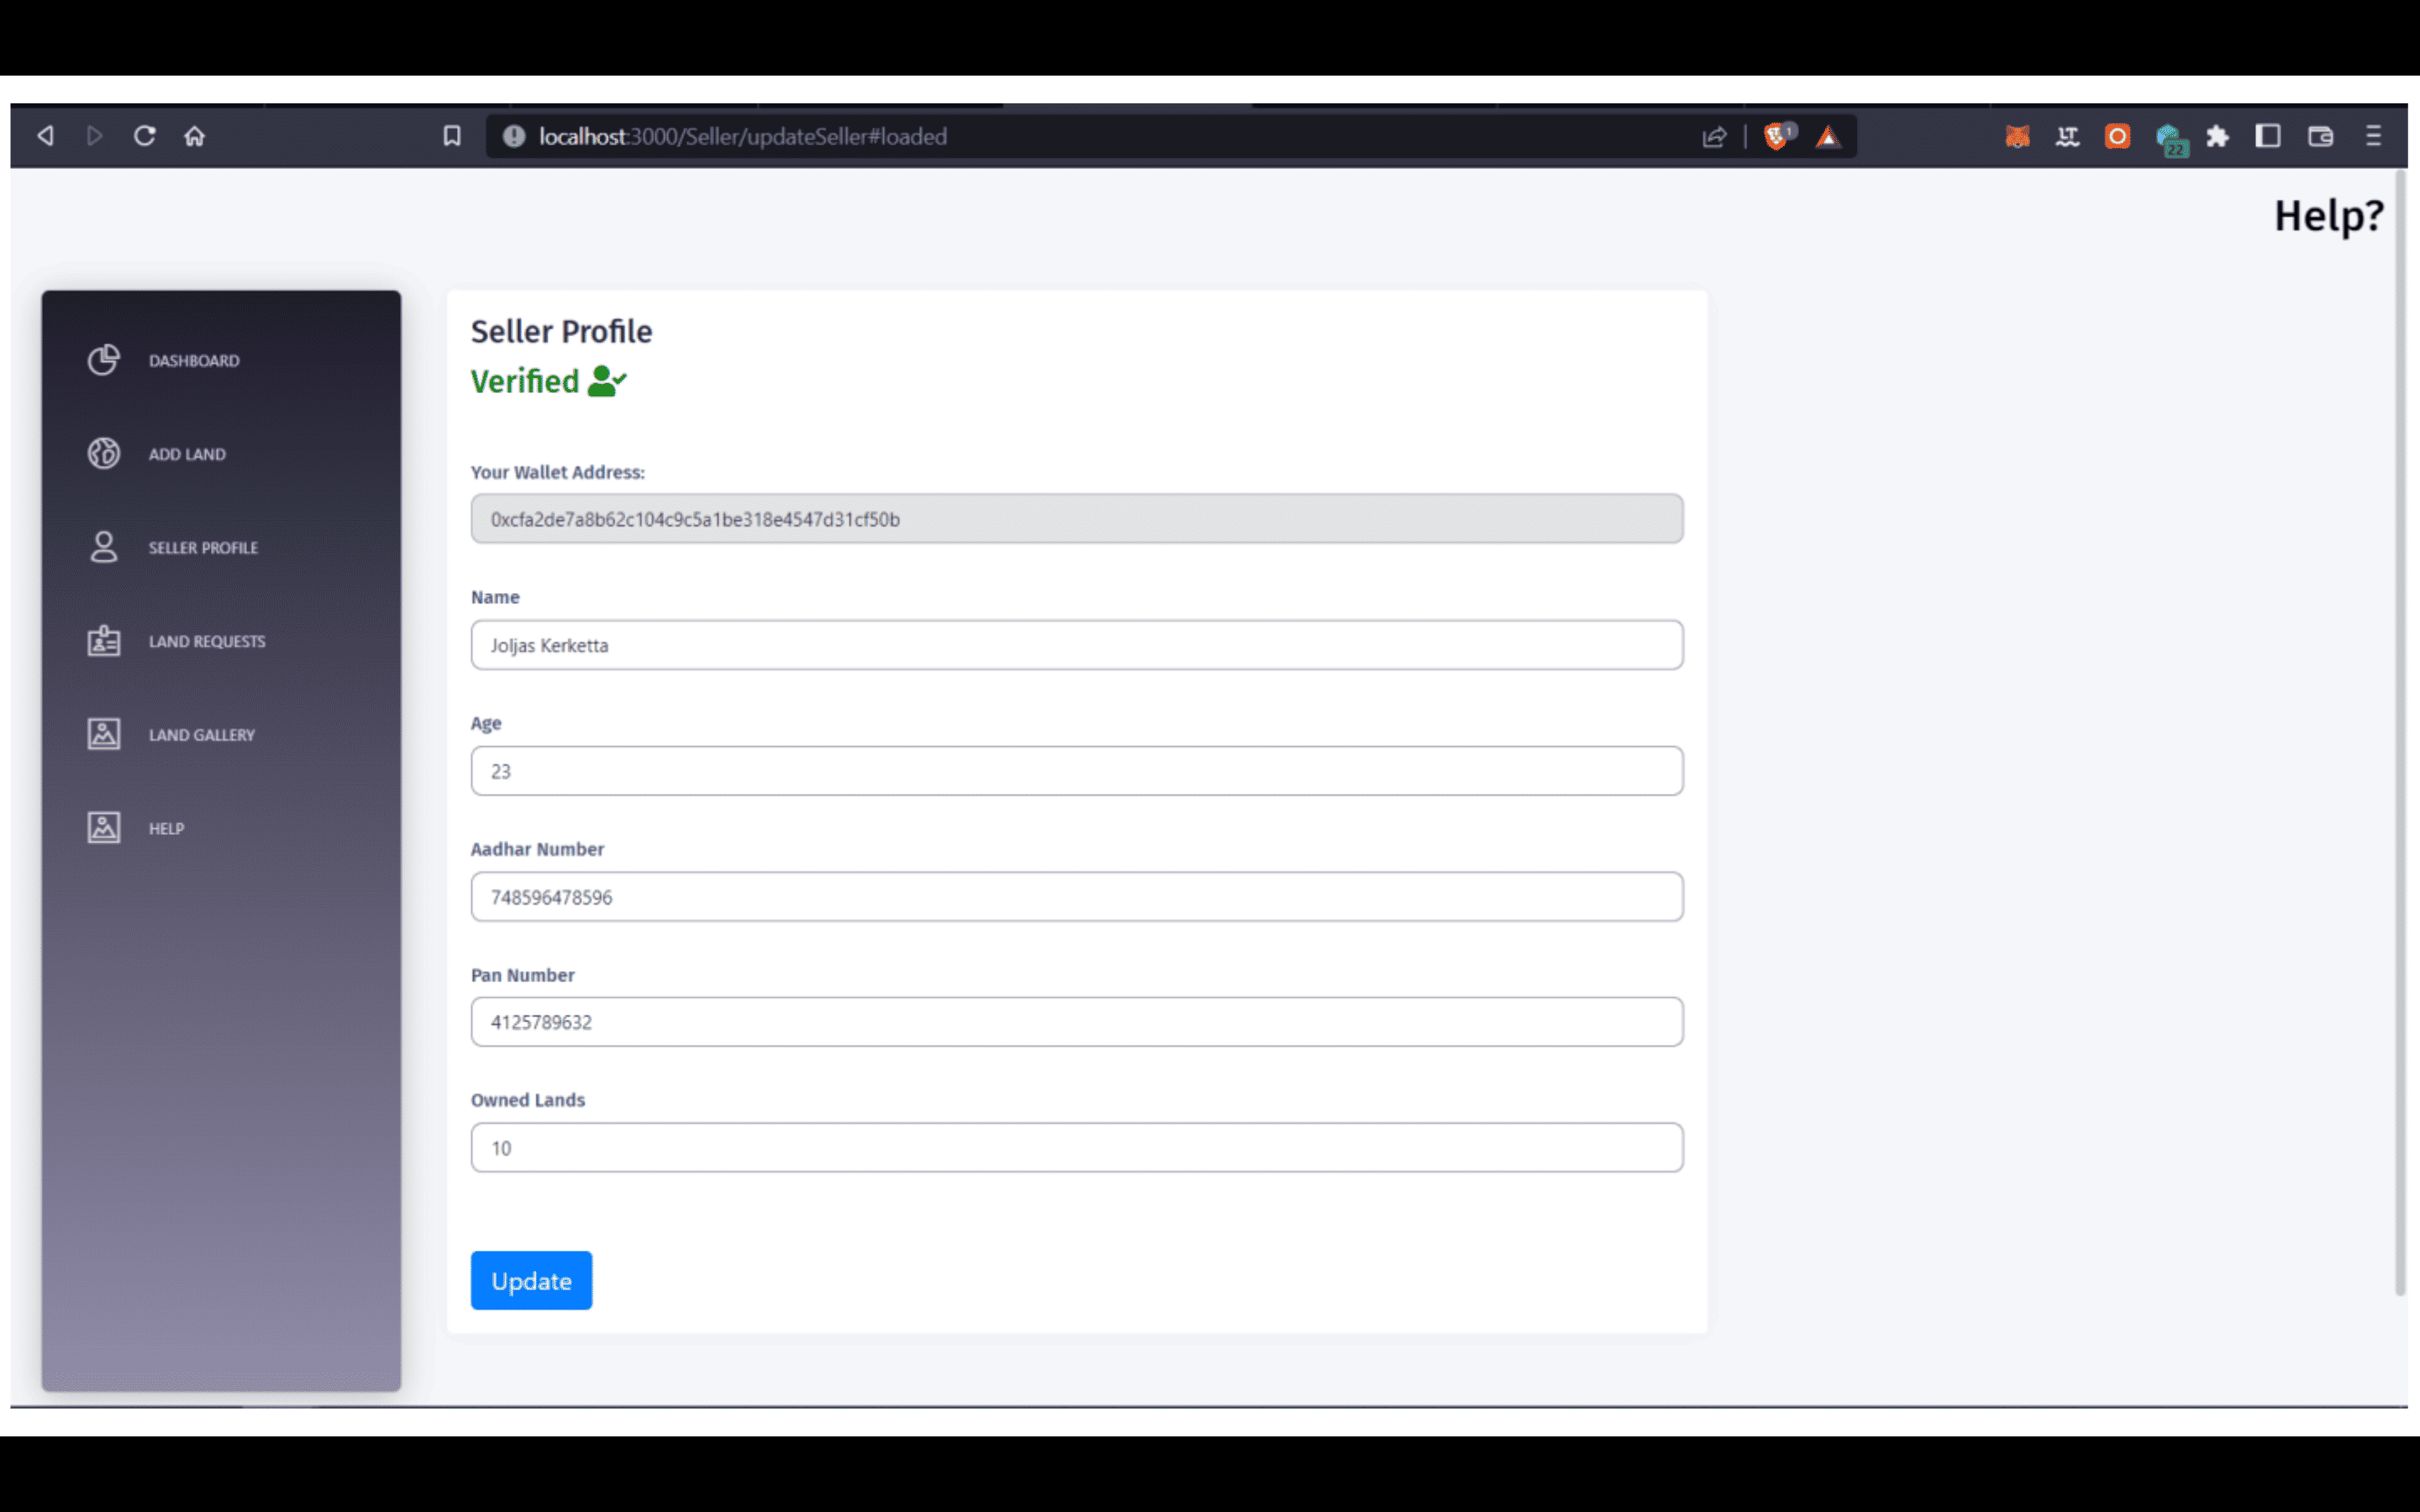 localhost:3000/Seller/updateSeller#loaded
1
22
Help?
DASHBOARD
ADD LAND
SELLER PROFILE
LAND REQUESTS
LAND GALLERY
HELP
Seller Profile
Verified
Your Wallet Address:
0xcfa2de7a8b62c104c9c5a1be318e4547d31cf50b
Name
Joljas Kerketta
Age
23
Aadhar Number
748596478596
Pan Number
4125789632
Owned Lands
10
Update